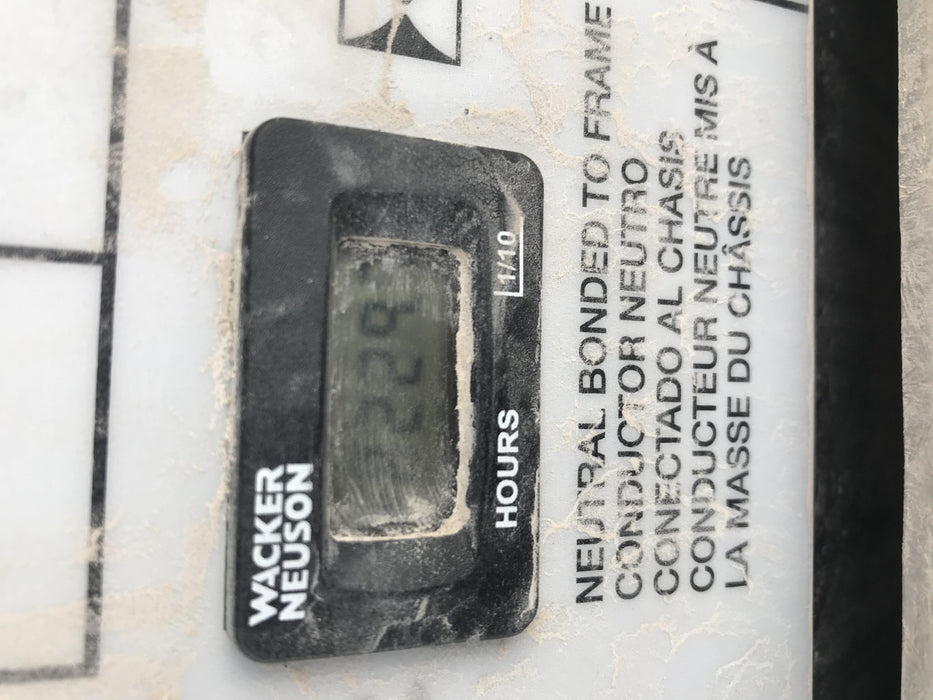 WACKER
NEUSON
HOURS
1/10
NEUTRAL BONDED TO FRAME
CONDUCTOR NEUTRO
CONECTADO AL CHASIS
CONDUCTEUR NEUTRE MIS À
LA MASSE DU CHÂSSIS